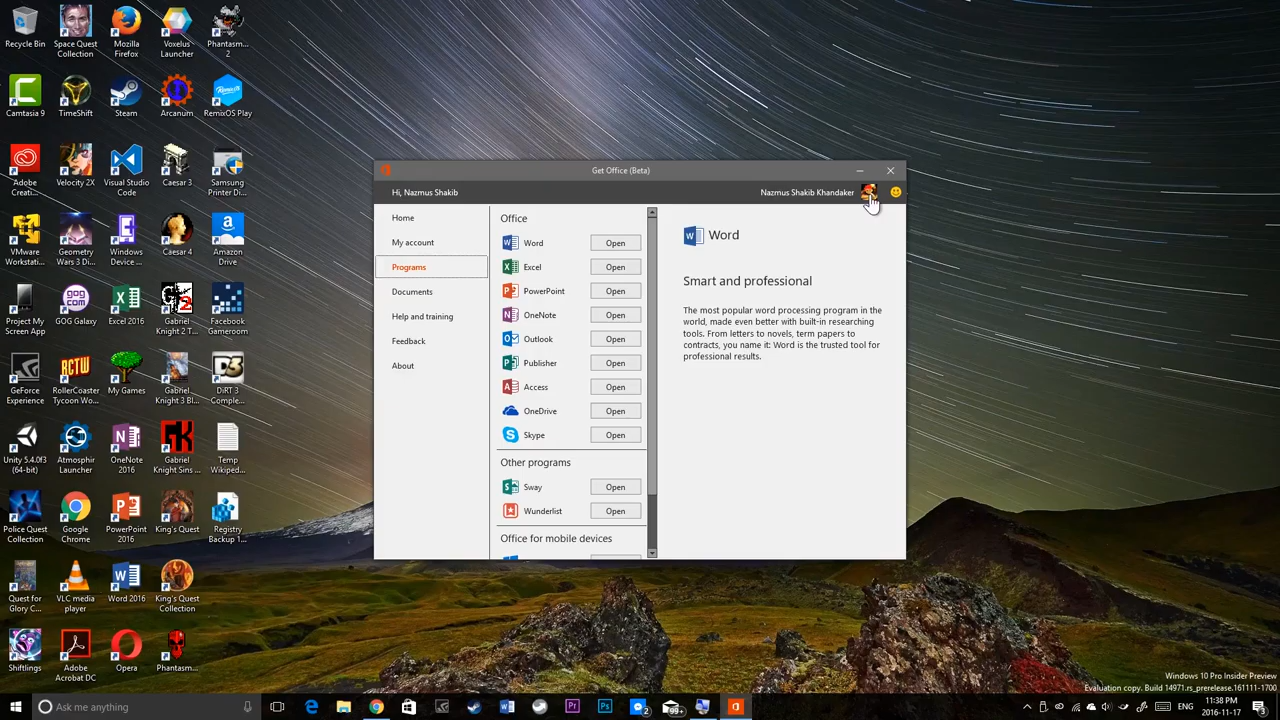 Recycle Bin
Space Quest
Collection
Mozilla
Firefox
Voxelus
Launcher
Phantasm...
2
Camtasia 9
TimeShift
Steam
Arcanum
RemixOS Play
Adobe
Creati...
Velocity 2X
Visual Studio
Code
Caesar 3
Samsung
Printer Di...
VMware
Workstati...
Geometry
Wars 3 Di...
Windows
Device ...
Caesar 4
Amazon
Drive
Project My
Screen App
GOG Galaxy
Excel 2016
Gabriel
Knight 2 T...
Facebook
Gameroom
GeForce
Experience
RollerCoaster
Tycoon Wo...
My Games
Gabriel
Knight 3 Bl...
DiRT 3
Comple...
Unity 5.4.0f3
(64-bit)
Atmosphir
Launcher
OneNote
2016
Gabriel
Knight Sins ...
Temp
Wikiped...
Police Quest
Collection
Google
Chrome
PowerPoint
2016
King's Quest
Registry
Backup 1...
Quest for
Glory C...
VLC media
player
Word 2016
King's Quest
Collection
Shiftlings
Adobe
Acrobat DC
Opera
Phantasm...
Get Office (Beta)
Hi, Nazmus Shakib
Nazmus Shakib Khandaker
Home
My account
Programs
Documents
Help and training
Feedback
About
Office
Word Open
Excel Open
PowerPoint Open
OneNote Open
Outlook Open
Publisher Open
Access Open
OneDrive Open
Skype Open
Other programs
Sway Open
Wunderlist Open
Office for mobile devices
Word
Smart and professional
The most popular word processing program in the
world, made even better with built-in researching
tools. From letters to novels, term papers to
contracts, you name it: Word is the trusted tool for
professional results.
Windows 10 Pro Insider Preview
Evaluation copy. Build 14971.rs_prerelease.161111-1700
Ask me anything
2
99+
11:38 PM
2016-11-17
3